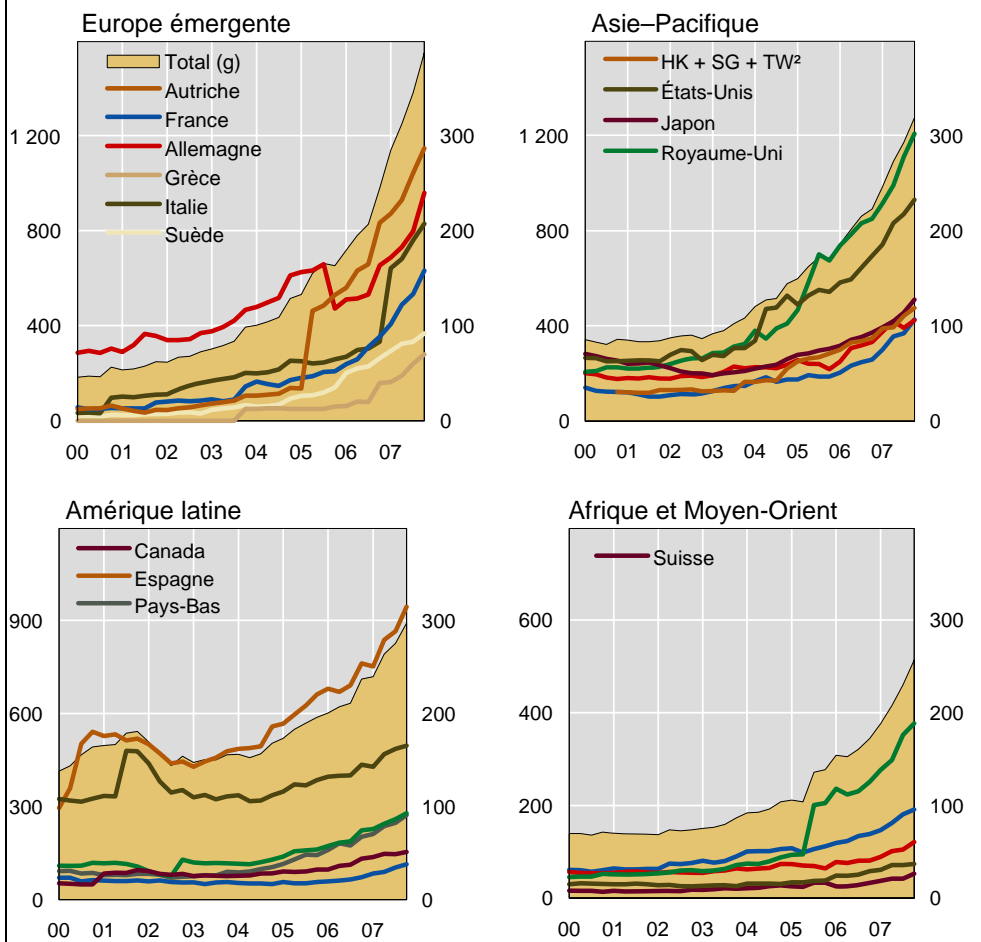 Europe émergente
Total (g)
Autriche
France
Allemagne
Grèce
Italie
Suède
1 200
800
400
0
300
200
100
0
00 01 02 03 04 05 06 07
Asie–Pacifique
HK + SG + TW²
États-Unis
Japon
Royaume-Uni
1 200
800
400
0
300
200
100
0
00 01 02 03 04 05 06 07
Amérique latine
Canada
Espagne
Pays-Bas
900
600
300
0
300
200
100
0
00 01 02 03 04 05 06 07
Afrique et Moyen-Orient
Suisse
600
400
200
0
300
200
100
0
00 01 02 03 04 05 06 07